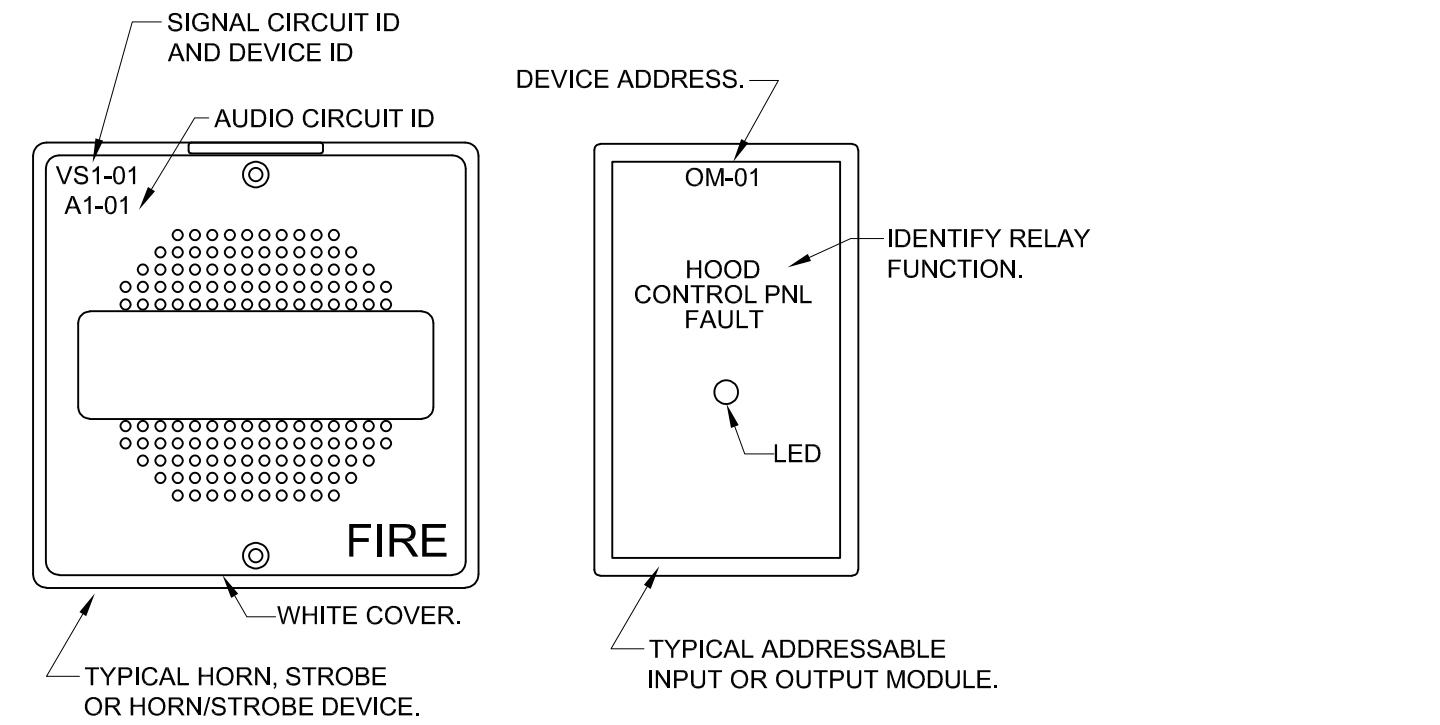 SIGNAL CIRCUIT ID
AND DEVICE ID
AUDIO CIRCUIT ID
VS1-01
A1-01
FIRE
WHITE COVER.
TYPICAL HORN, STROBE
OR HORN/STROBE DEVICE.
DEVICE ADDRESS.
OM-01
IDENTIFY RELAY
FUNCTION.
HOOD
CONTROL PNL
FAULT
LED
TYPICAL ADDRESSABLE
INPUT OR OUTPUT MODULE.